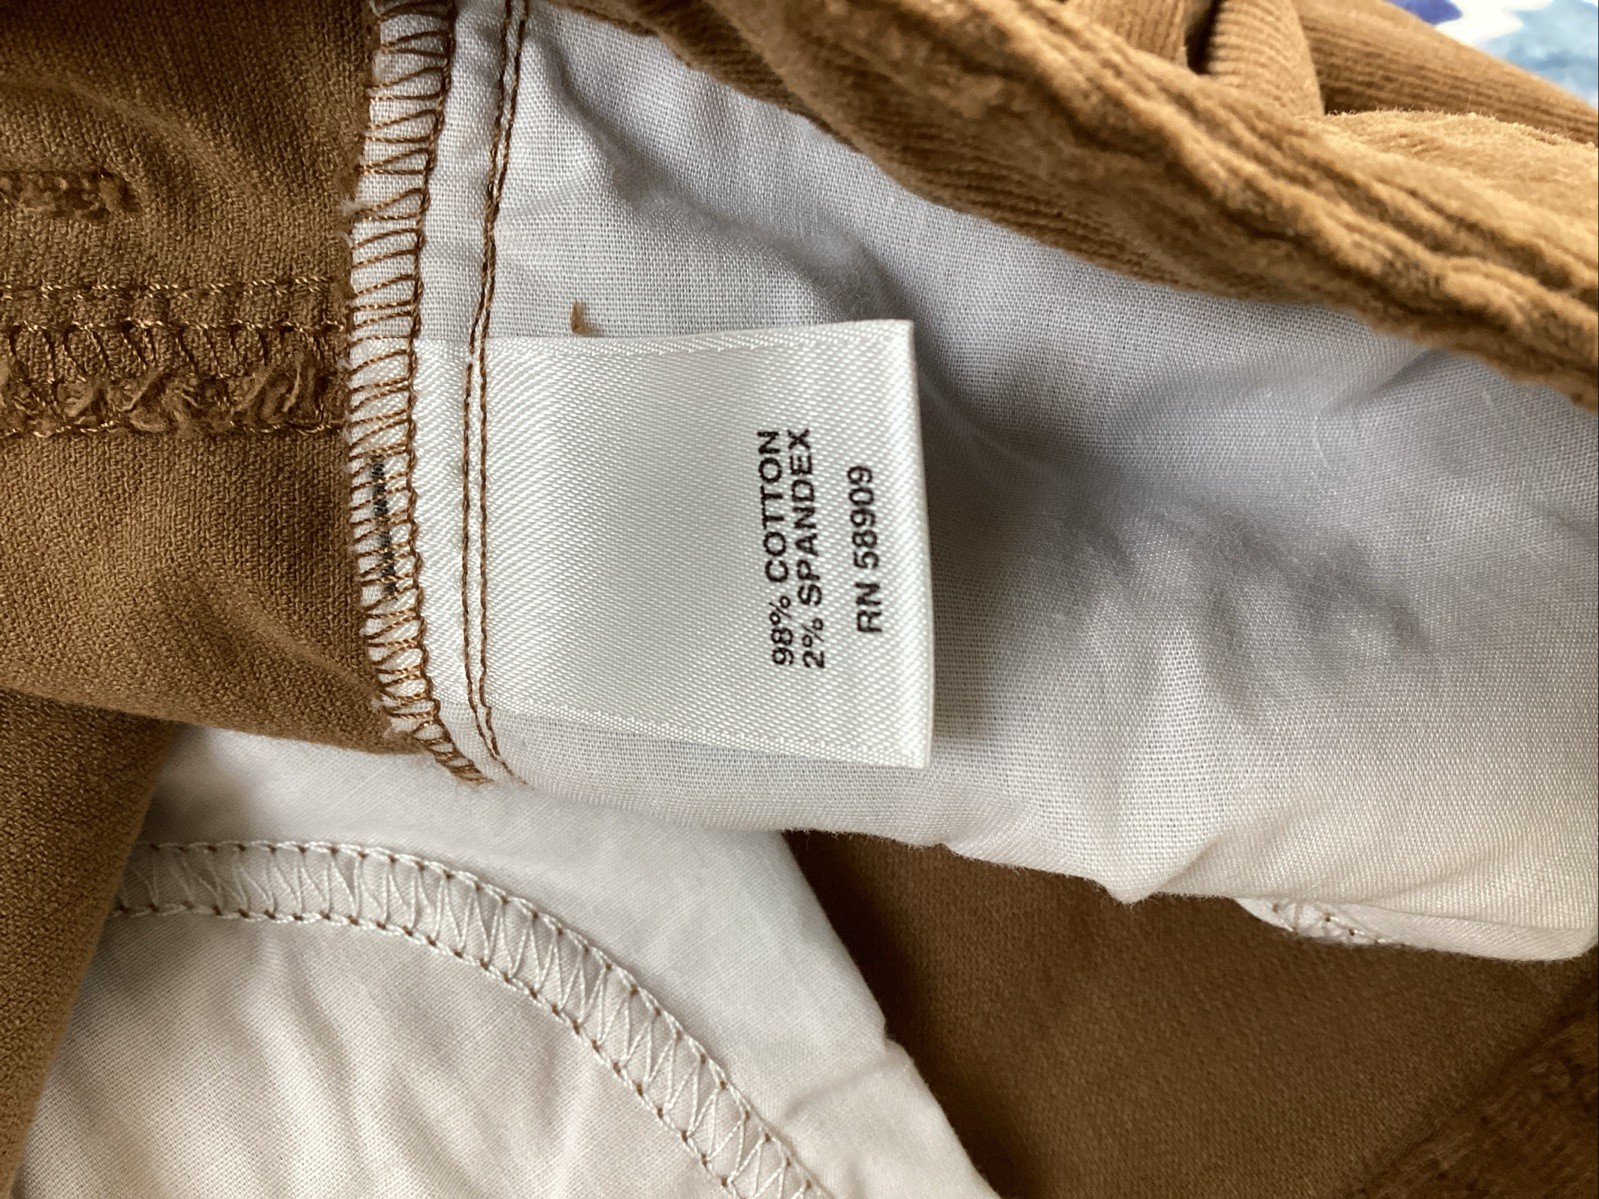 98% COTTON
2% SPANDEX
RN 58909